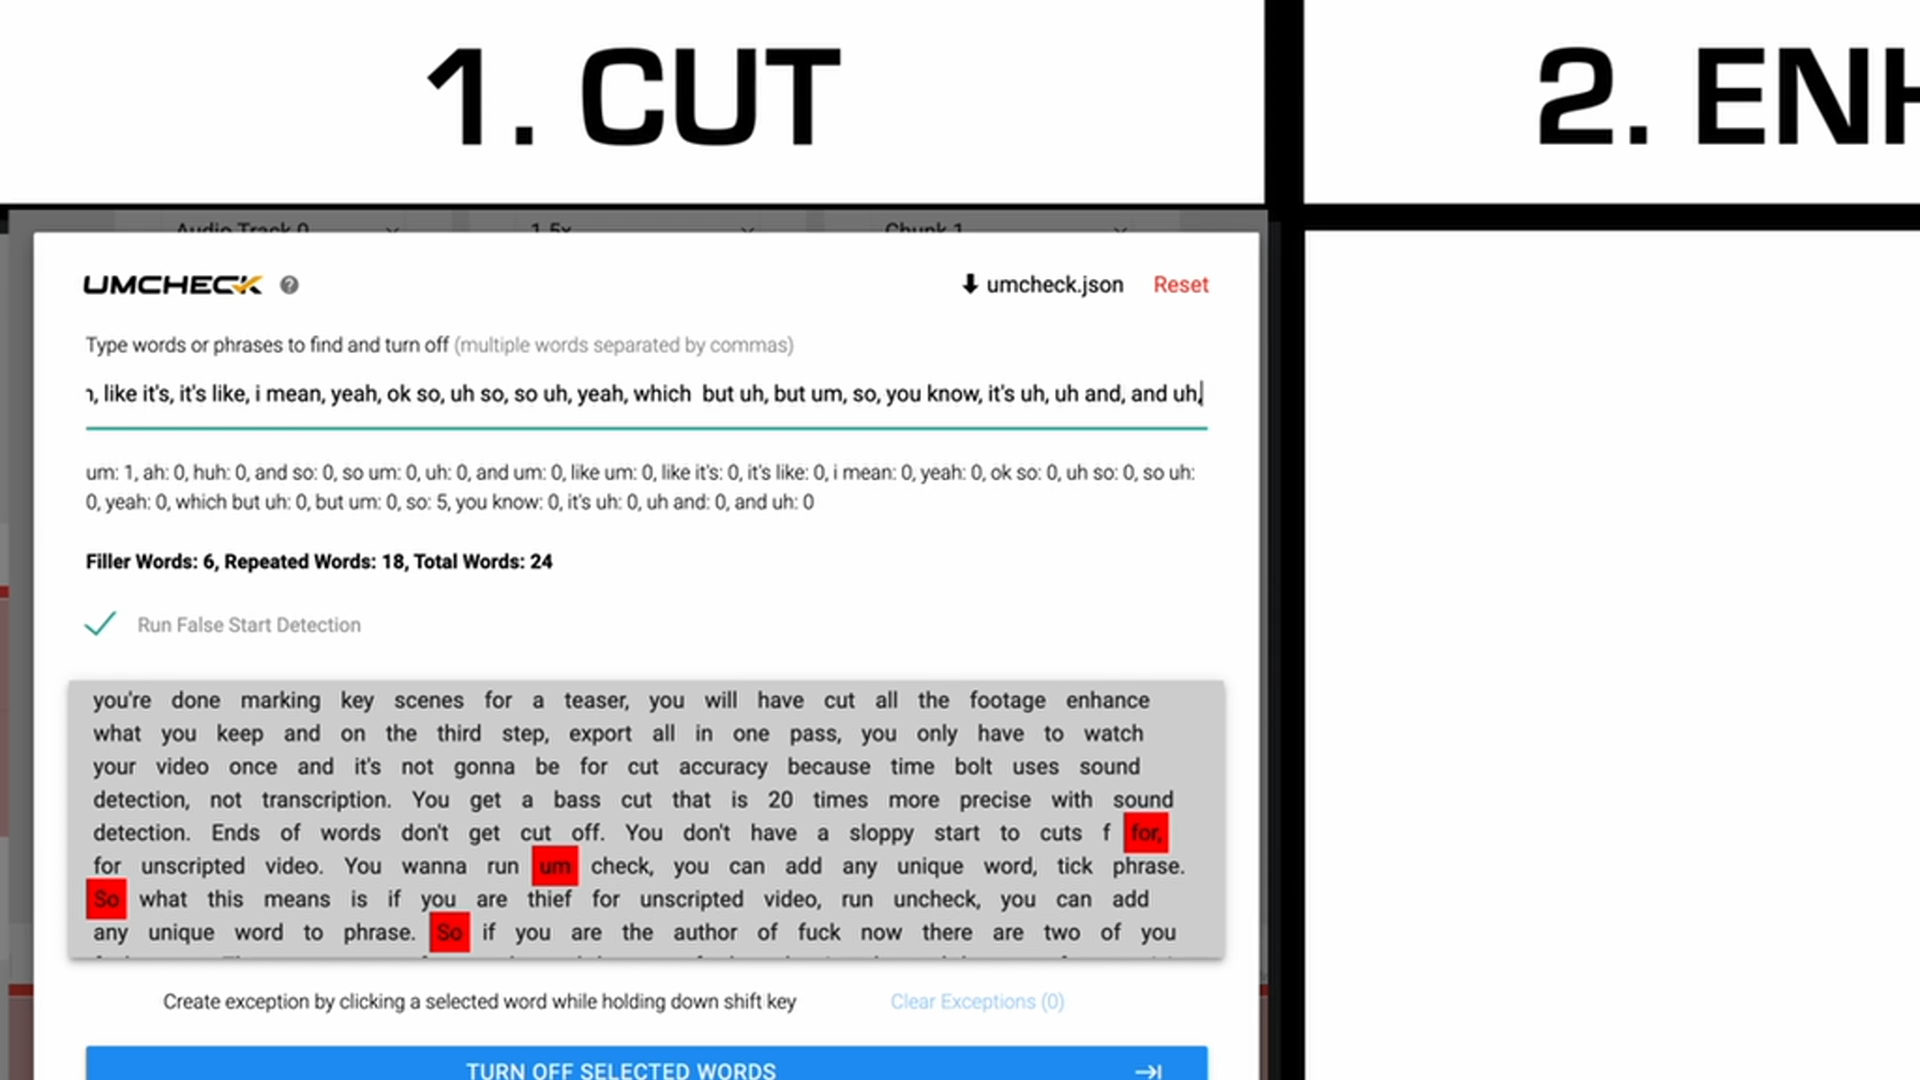 1. CUT
2. ENH
Audio Track 0
1.5x
Chunk 1
UMCHECK ?
umcheck.json
Reset
Type words or phrases to find and turn off (multiple words separated by commas)
, like it's, it's like, i mean, yeah, ok so, uh so, so uh, yeah, which  but uh, but um, so, you know, it's uh, uh and, and uh,
um: 1, ah: 0, huh: 0, and so: 0, so um: 0, uh: 0, and um: 0, like um: 0, like it's: 0, it's like: 0, i mean: 0, yeah: 0, ok so: 0, uh so: 0, so uh:
0, yeah: 0, which but uh: 0, but um: 0, so: 5, you know: 0, it's uh: 0, uh and: 0, and uh: 0
Filler Words: 6, Repeated Words: 18, Total Words: 24
Run False Start Detection
you're done marking key scenes for a teaser, you will have cut all the footage enhance
what you keep and on the third step, export all in one pass, you only have to watch
your video once and it's not gonna be for cut accuracy because time bolt uses sound
detection, not transcription. You get a bass cut that is 20 times more precise with sound
detection. Ends of words don't get cut off. You don't have a sloppy start to cuts f for,
for unscripted video. You wanna run um check, you can add any unique word, tick phrase.
So what this means is if you are thief for unscripted video, run uncheck, you can add
any unique word to phrase. So if you are the author of fuck now there are two of you
Create exception by clicking a selected word while holding down shift key
Clear Exceptions (0)
TURN OFF SELECTED WORDS